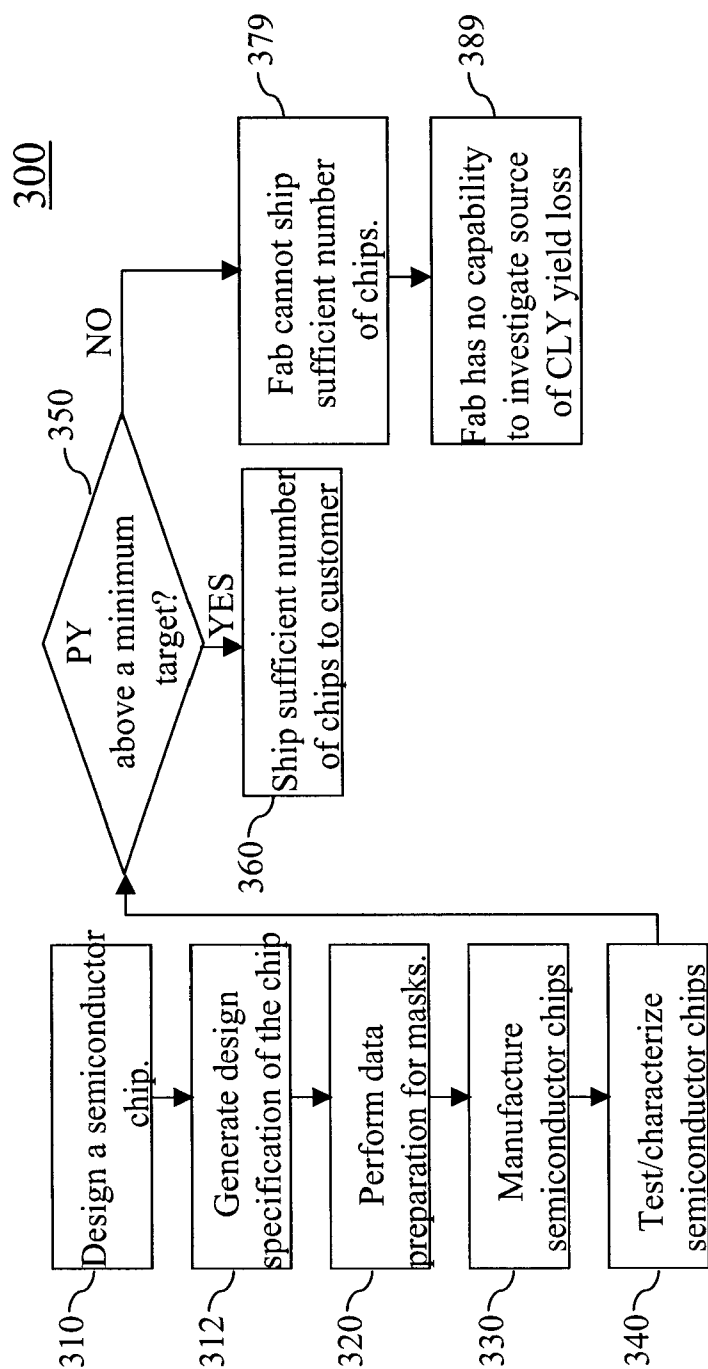 300
310
Design a semiconductor
chip.
312
Generate design
specification of the chip
320
Perform data
preparation for masks.
330
Manufacture
semiconductor chips
340
Test/characterize
semiconductor chips
350
PY
above a minimum
target?
YES
NO
360
Ship sufficient number
of chips to customer
379
Fab cannot ship
sufficient number
of chips.
389
Fab has no capability
to investigate source
of CLY yield loss